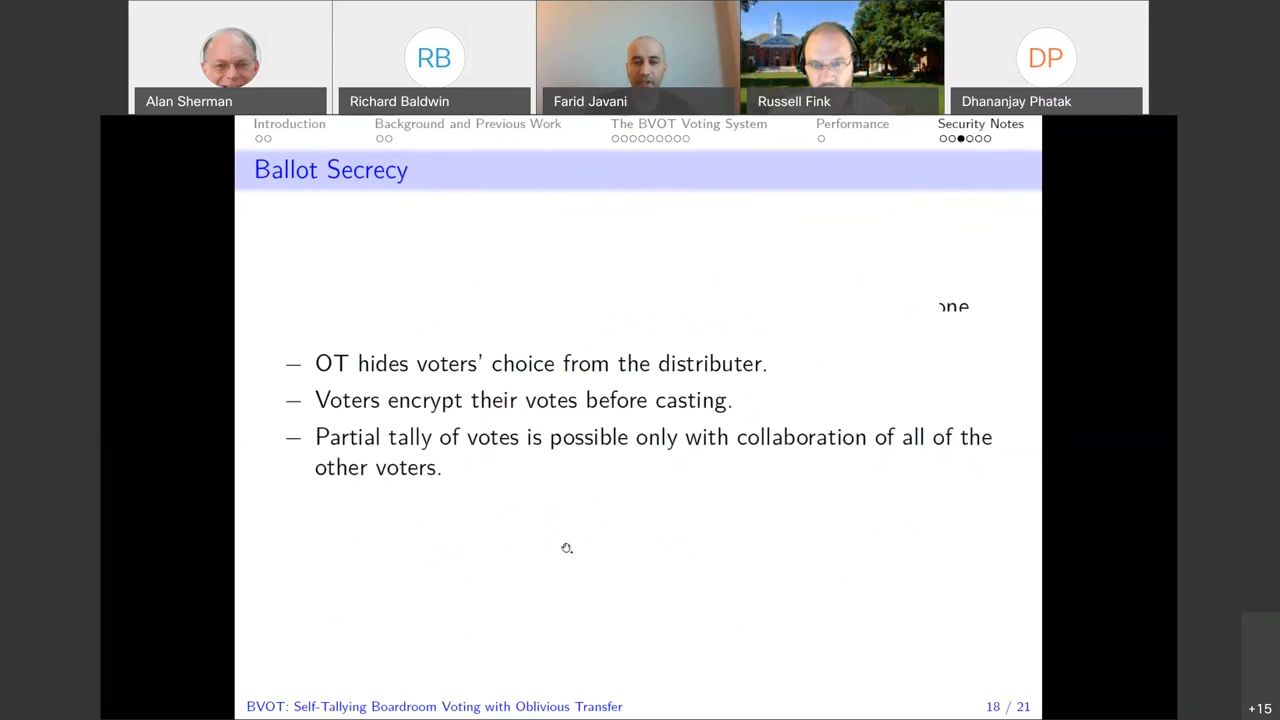 RB
DP
Alan Sherman
Richard Baldwin
Farid Javani
Russell Fink
Dhananjay Phatak
Introduction
Background and Previous Work
The BVOT Voting System
Performance
Security Notes
Ballot Secrecy
one
– OT hides voters' choice from the distributer.
– Voters encrypt their votes before casting.
– Partial tally of votes is possible only with collaboration of all of the
other voters.
BVOT: Self-Tallying Boardroom Voting with Oblivious Transfer
18 / 21
+15